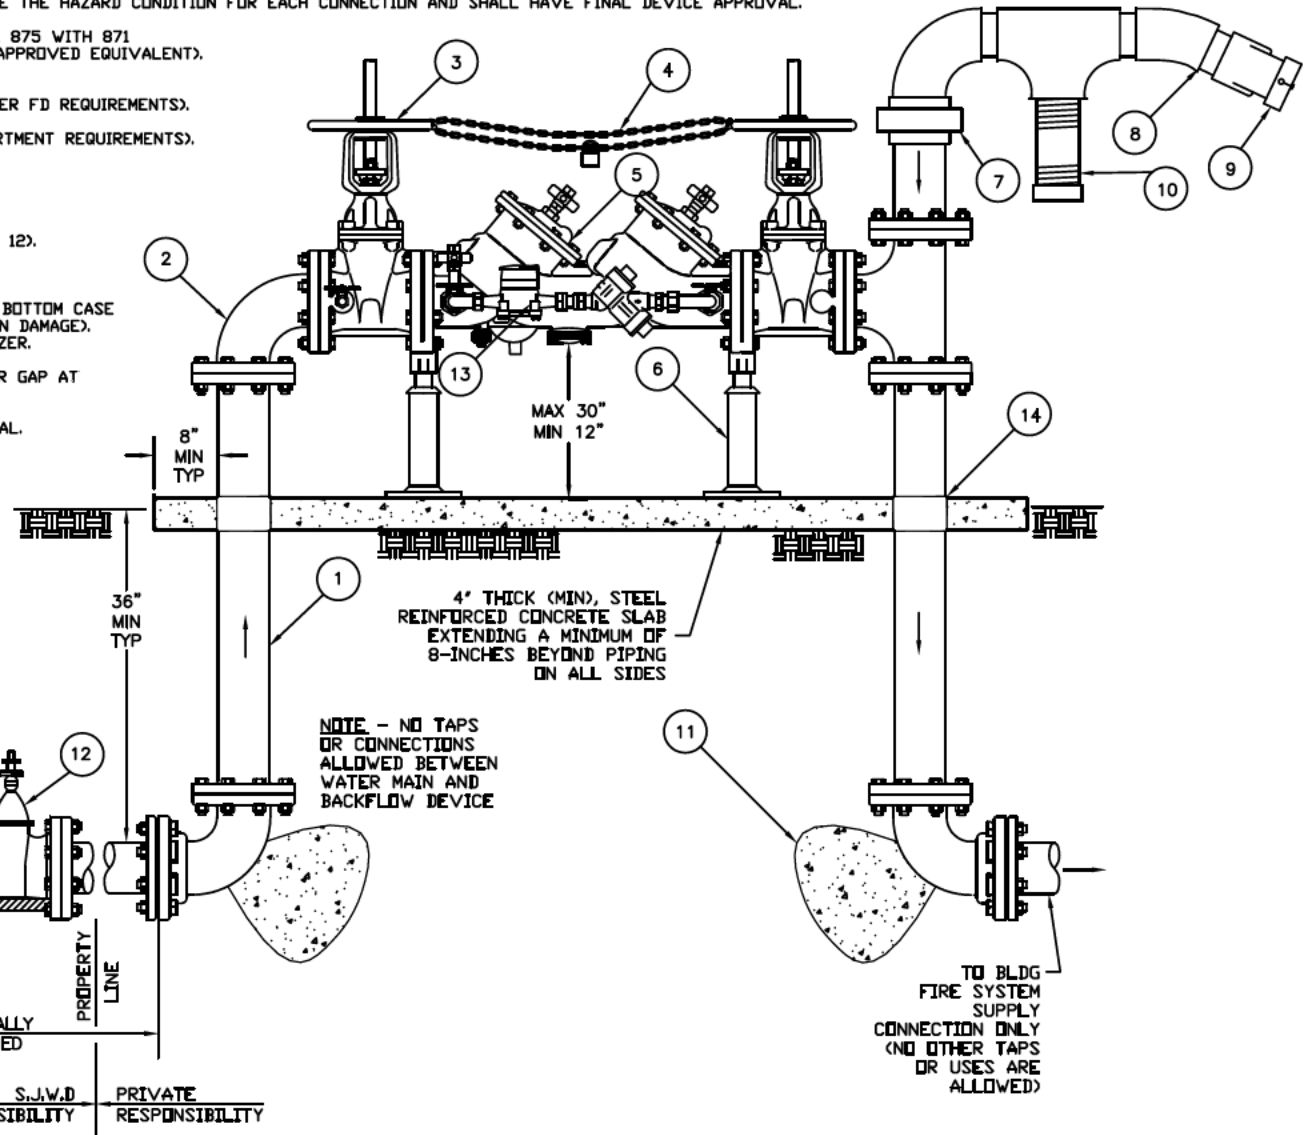 E THE HAZARD CONDITION FOR EACH CONNECTION AND SHALL HAVE FINAL DEVICE APPROVAL.
875 WITH 871
APPROVED EQUIVALENT).
ER FD REQUIREMENTS).
RTMENT REQUIREMENTS).
12).
BOTTOM CASE
N DAMAGE).
ZER.
R GAP AT
AL.
3
4
5
2
13
6
7
8
9
10
14
MAX 30"
MIN 12"
8"
MIN
TYP
36"
MIN
TYP
1
4" THICK (MIN), STEEL
REINFORCED CONCRETE SLAB
EXTENDING A MINIMUM OF
8-INCHES BEYOND PIPING
ON ALL SIDES
NOTE - NO TAPS
OR CONNECTIONS
ALLOWED BETWEEN
WATER MAIN AND
BACKFLOW DEVICE
12
11
PROPERTY
LINE
ALLY
ED
S.J.W.D
SIBILITY
PRIVATE
RESPONSIBILITY
TO BLDG
FIRE SYSTEM
SUPPLY
CONNECTION ONLY
(NO OTHER TAPS
OR USES ARE
ALLOWED)